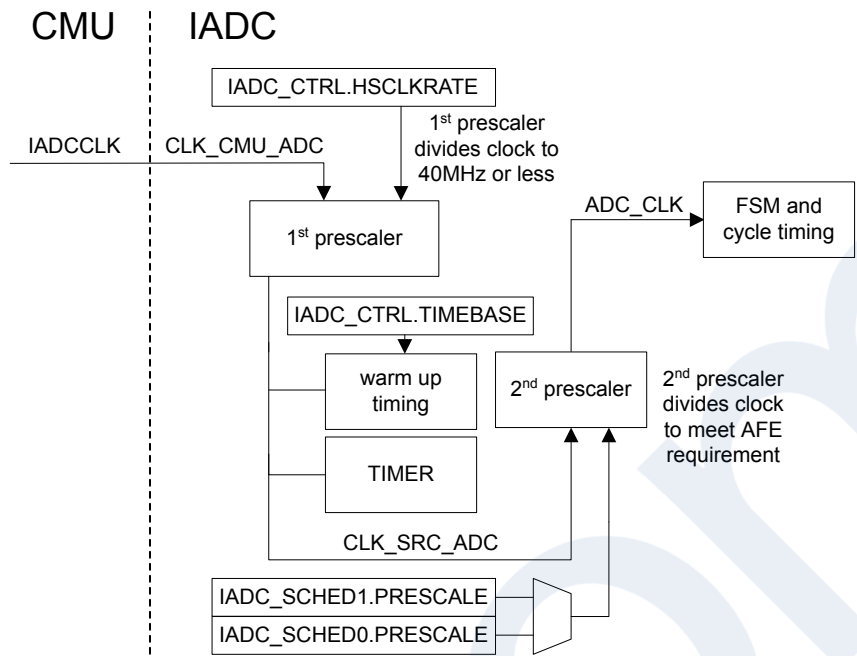 CMU
IADC
IADC_CTRL.HSCLKRATE
IADCCLK
CLK_CMU_ADC
1st prescaler
divides clock to
40MHz or less
1st prescaler
ADC_CLK
FSM and
cycle timing
IADC_CTRL.TIMEBASE
warm up
timing
2nd prescaler
2nd prescaler
divides clock
to meet AFE
requirement
TIMER
CLK_SRC_ADC
IADC_SCHED1.PRESCALE
IADC_SCHED0.PRESCALE